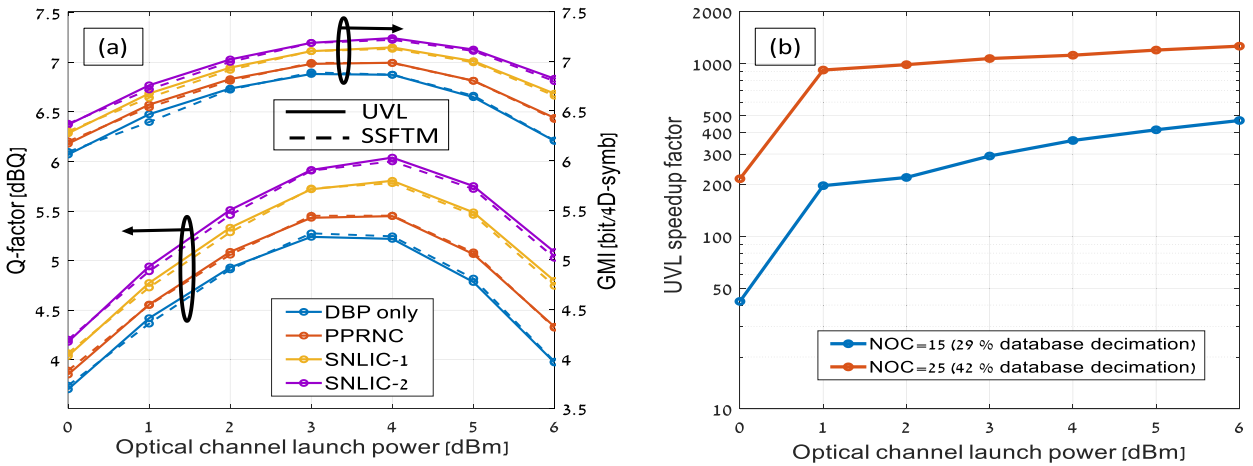 (a)
7.5
7
6.5
6
5.5
5
4.5
4
Q-factor [dBQ]
7.5
7
6.5
6
5.5
5
4.5
4
3.5
GMI [bit/4D-symb]
UVL
SSFTM
DBP only
PPRNC
SNLIC-1
SNLIC-2
0 1 2 3 4 5 6
Optical channel launch power [dBm]
(b)
2000
1000
500
400
300
200
100
50
10
UVL speedup factor
NOC=15 (29 % database decimation)
NOC=25 (42 % database decimation)
0 1 2 3 4 5 6
Optical channel launch power [dBm]